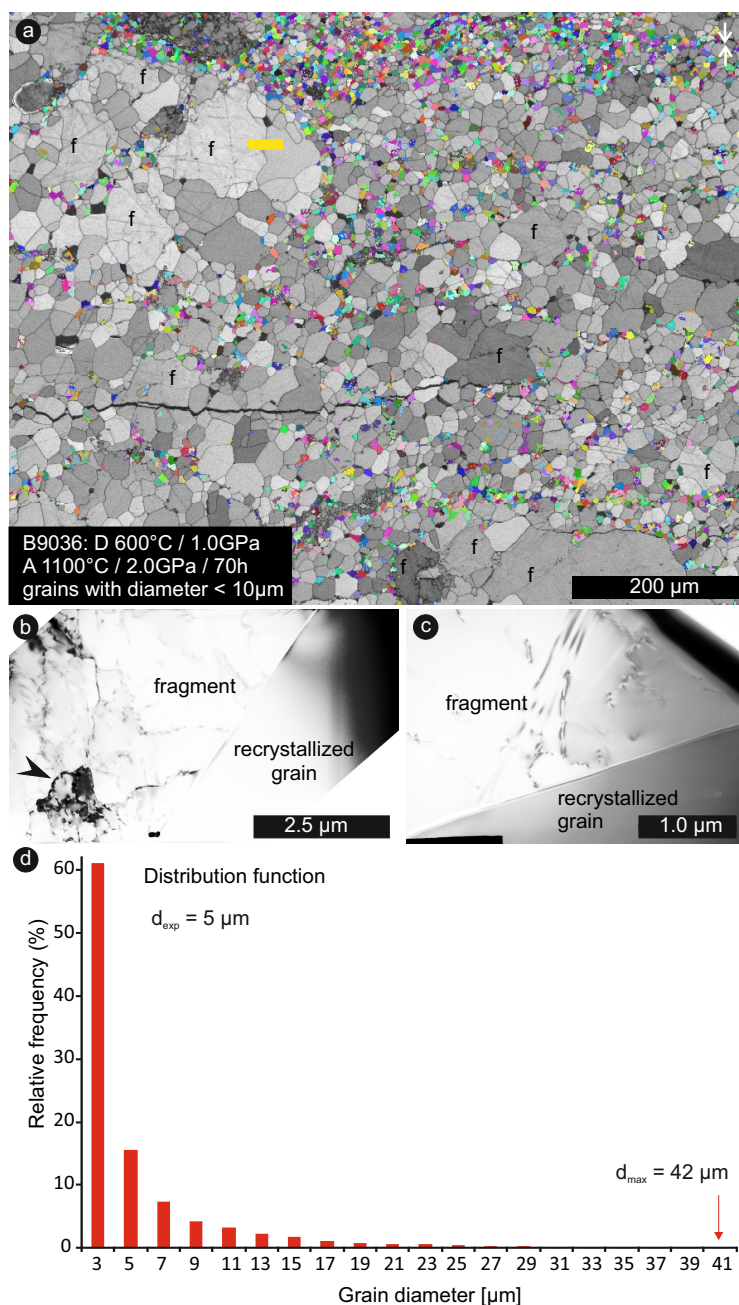 a
f
f
f
f
f
f
f
f
f
f
f
B9036: D 600°C / 1.0GPa
A 1100°C / 2.0GPa / 70h
grains with diameter < 10µm
200 µm
b
fragment
recrystallized
grain
2.5 µm
c
fragment
recrystallized
grain
1.0 µm
d
Distribution function
d_exp = 5 µm
d_max = 42 µm
Relative frequency (%)
60
50
40
30
20
10
0
3 5 7 9 11 13 15 17 19 21 23 25 27 29 31 33 35 37 39 41
Grain diameter [µm]